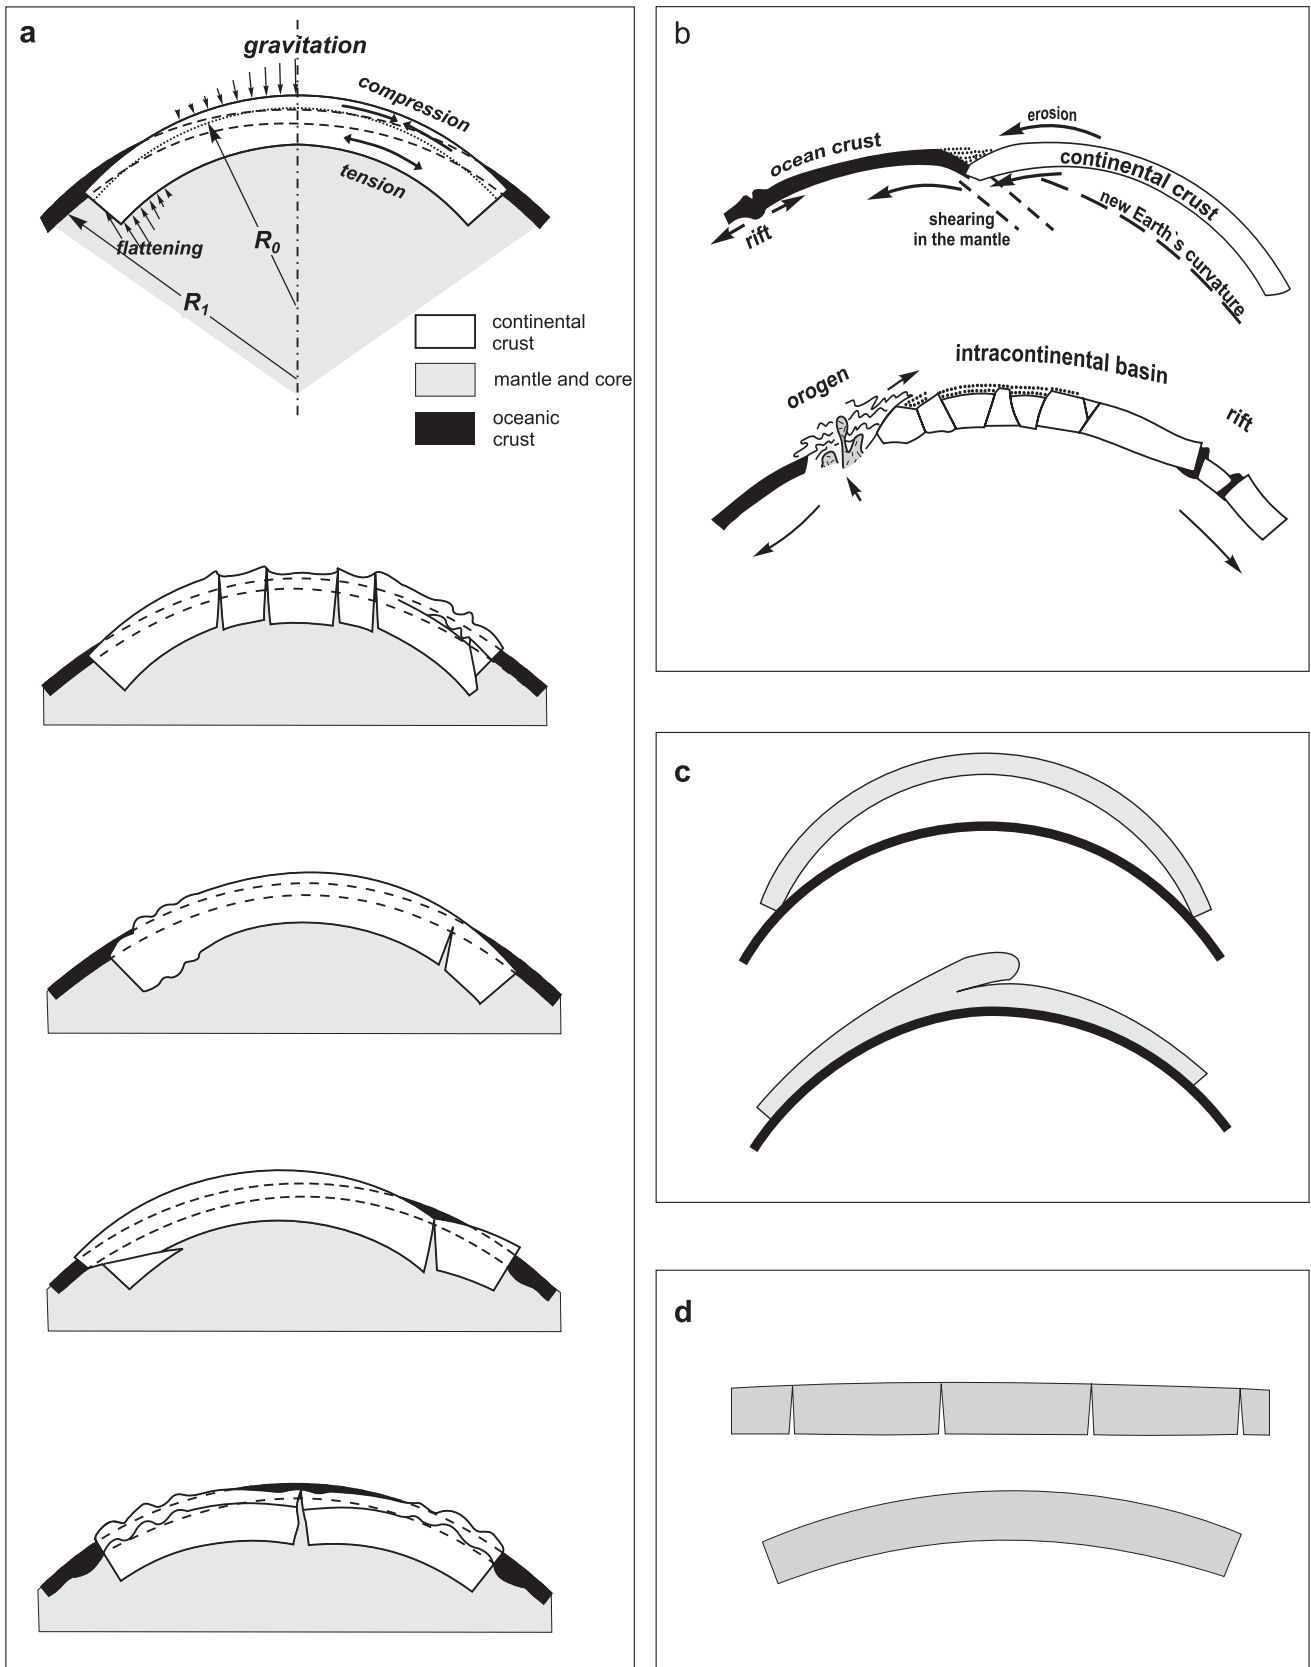 a
gravitation
compression
tension
flattening
R0
R1
continental
crust
mantle and core
oceanic
crust
b
erosion
ocean crust
continental crust
shearing
in the mantle
new Earth`s curvature
rift
intracontinental basin
orogen
rift
c
d